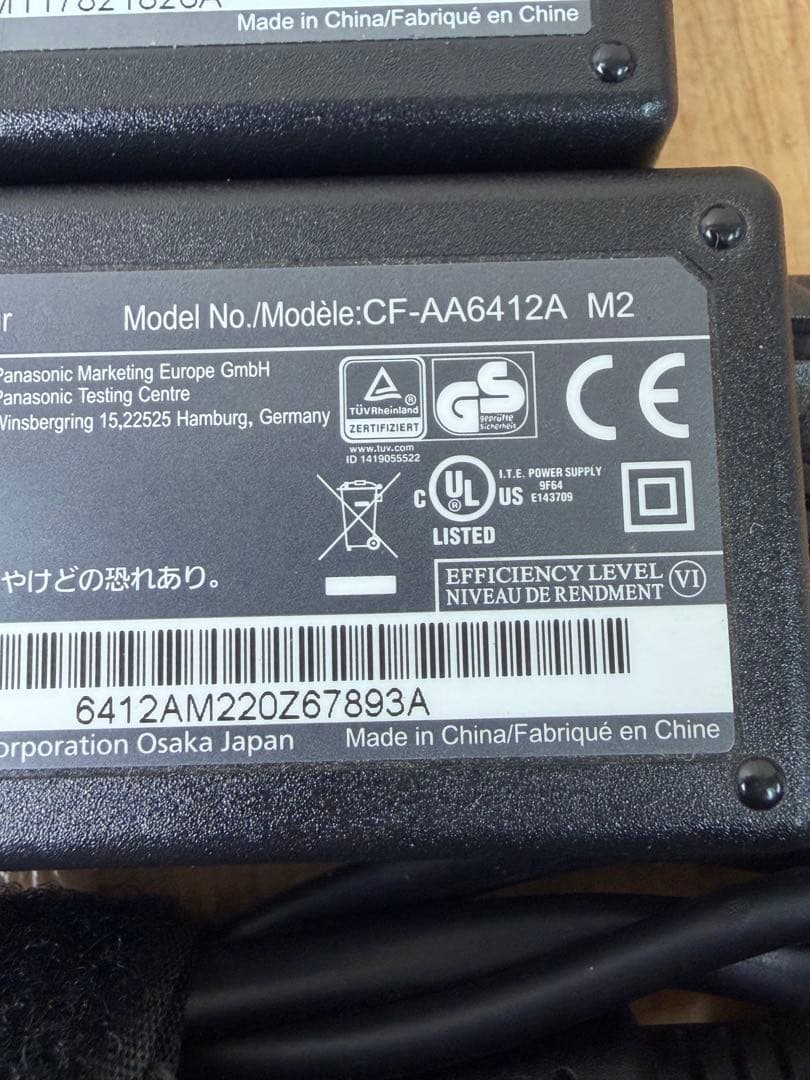 Made in China/Fabriqué en Chine
Model No./Modèle:CF-AA6412A M2
Panasonic Marketing Europe GmbH
Panasonic Testing Centre
Winsbergring 15,22525 Hamburg, Germany
TÜVRheinland
ZERTIFIZIERT
www.tuv.com
ID 1419055522
GS
geprüfte
Sicherheit
CE
C UL US
LISTED
I.T.E. POWER SUPPLY
9F64
E143709
やけどの恐れあり。
EFFICIENCY LEVEL VI
NIVEAU DE RENDMENT
6412AM220Z67893A
orporation Osaka Japan
Made in China/Fabriqué en Chine